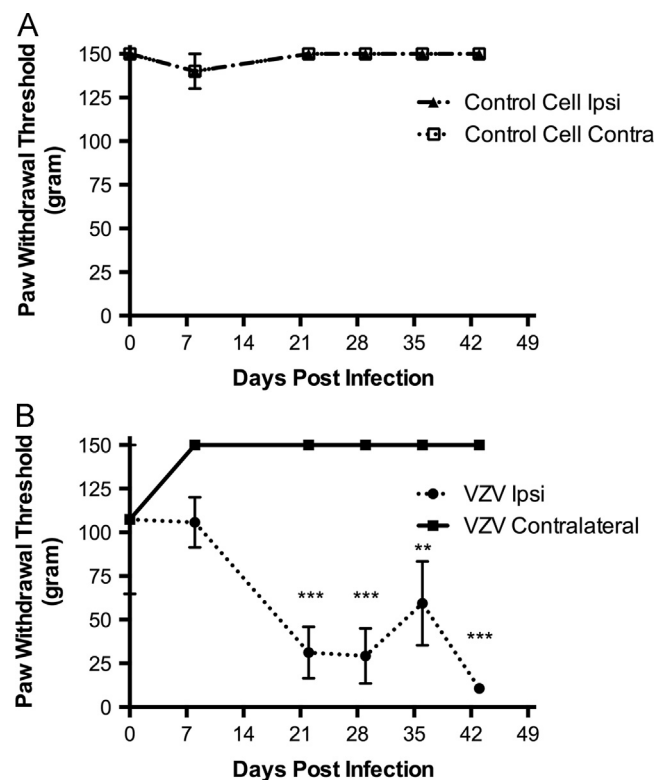 A
Paw Withdrawal Threshold
(gram)
150
125
100
75
50
25
0
Control Cell Ipsi
Control Cell Contra
0 7 14 21 28 35 42 49
Days Post Infection
B
Paw Withdrawal Threshold
(gram)
150
125
100
75
50
25
0
VZV Ipsi
VZV Contralateral
**
*** ***
***
0 7 14 21 28 35 42 49
Days Post Infection